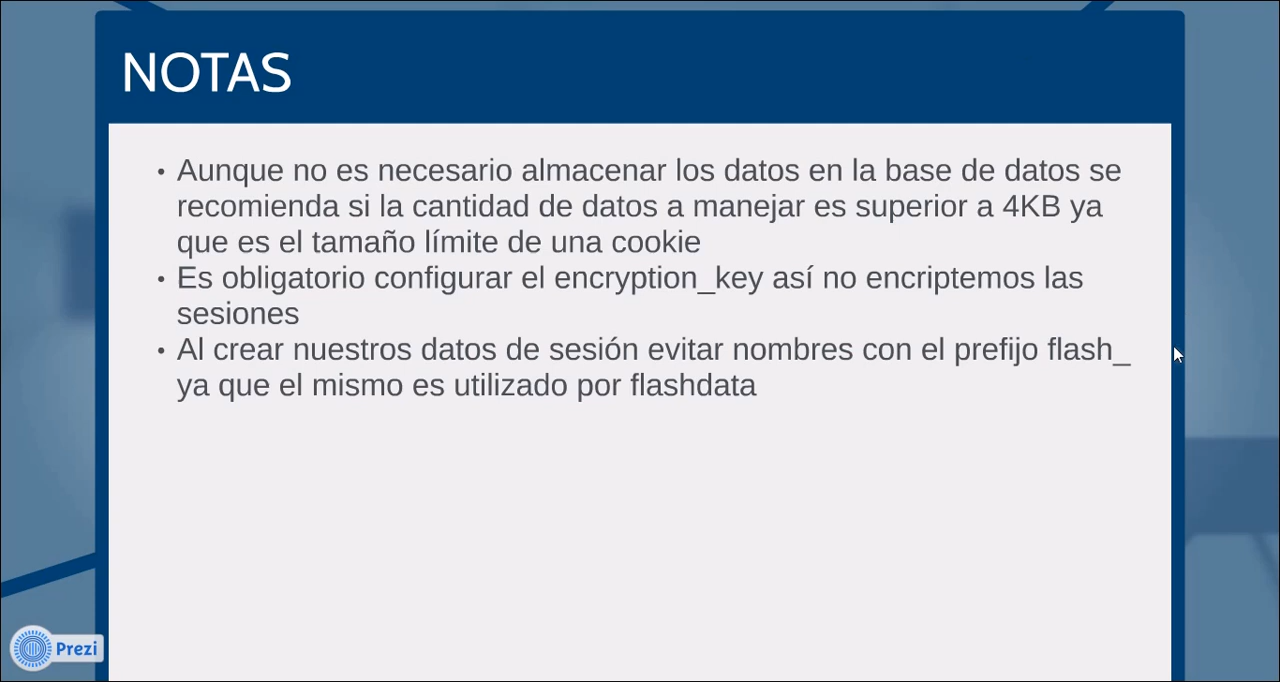 NOTAS
• Aunque no es necesario almacenar los datos en la base de datos se
recomienda si la cantidad de datos a manejar es superior a 4KB ya
que es el tamaño límite de una cookie
• Es obligatorio configurar el encryption_key así no encriptemos las
sesiones
• Al crear nuestros datos de sesión evitar nombres con el prefijo flash_
ya que el mismo es utilizado por flashdata
Prezi